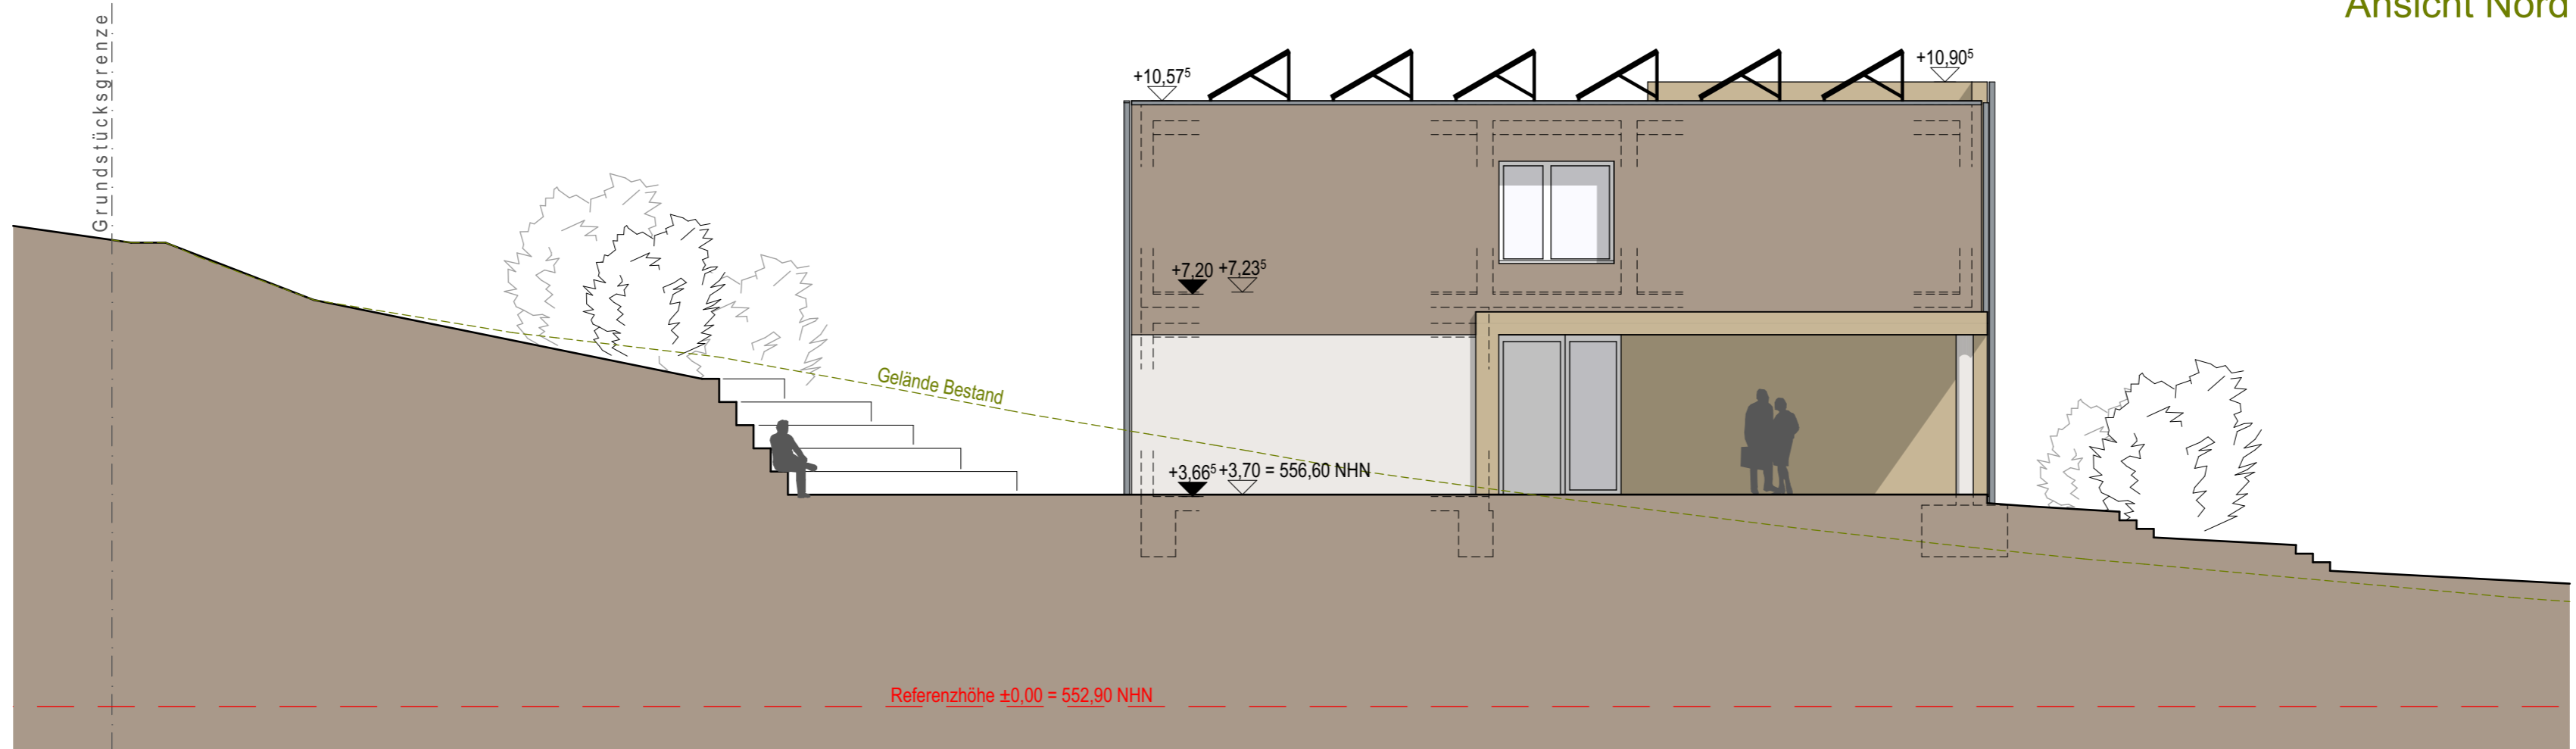 Ansicht Nord
Grundstücksgrenze
+10,57⁵
+10,90⁵
+7,20 +7,23⁵
Gelände Bestand
+3,66⁵ +3,70 = 556,60 NHN
Referenzhöhe ±0,00 = 552,90 NHN